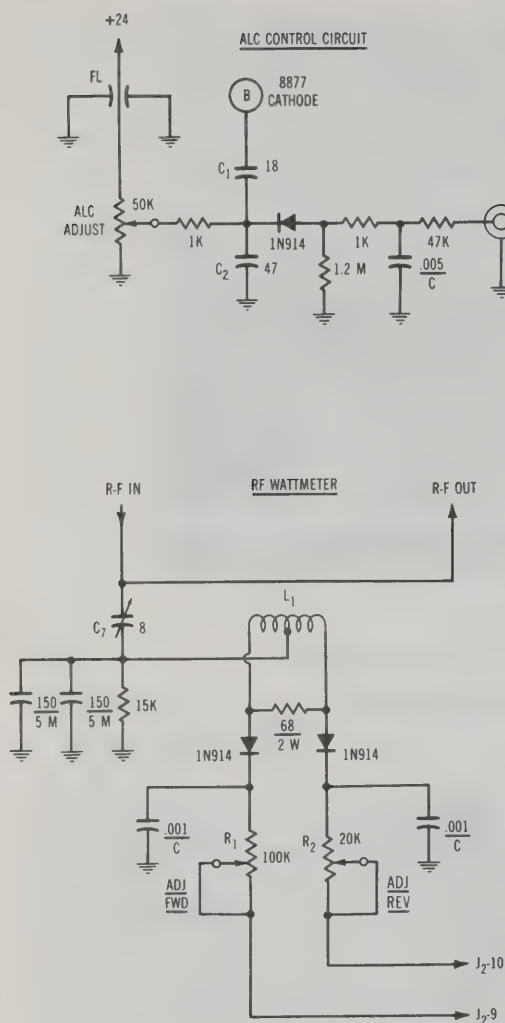 +24
ALC CONTROL CIRCUIT
FL
B
8877
CATHODE
C1
18
50K
ALC
ADJUST
1K
1N914
1K
47K
C2
47
1.2 M
.005
C
R-F IN
RF WATTMETER
R-F OUT
L1
C7
8
150
5 M
150
5 M
15K
68
2 W
1N914
1N914
.001
C
R1
100K
R2
20K
.001
C
ADJ
FWD
ADJ
REV
J2-10
J2-9